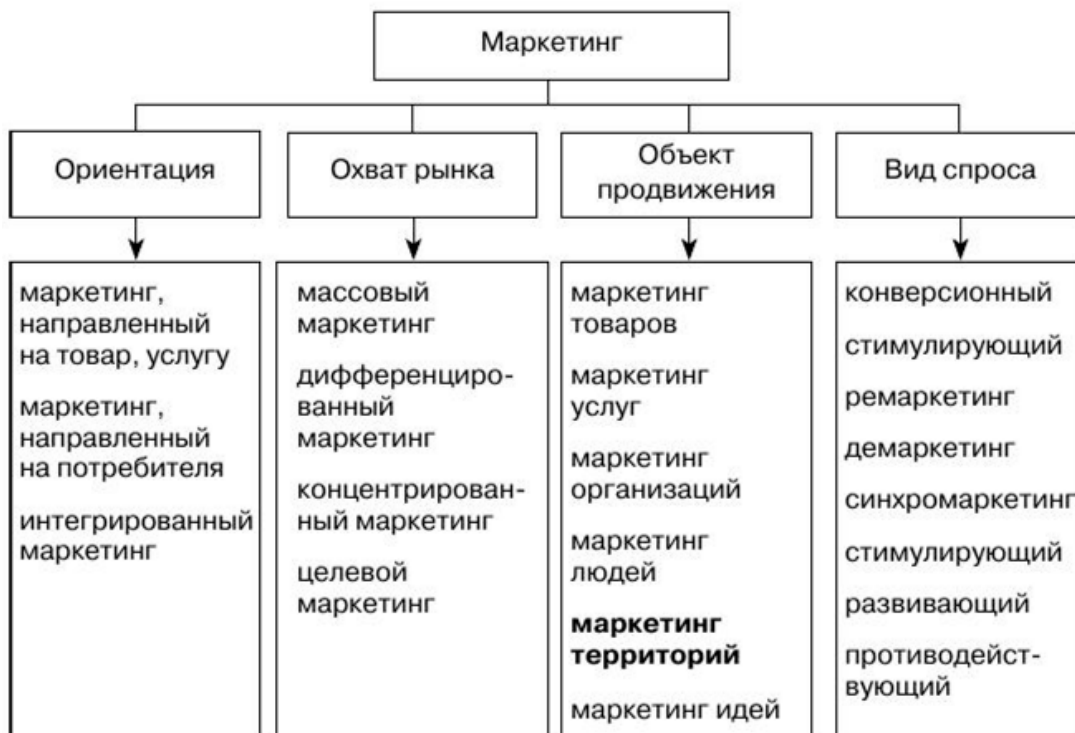 Маркетинг
Ориентация
Охват рынка
Объект
продвижения
Вид спроса
маркетинг,
направленный
на товар, услугу
маркетинг,
направленный
на потребителя
интегрированный
маркетинг
массовый
маркетинг
дифференциро-
ванный
маркетинг
концентрирован-
ный маркетинг
целевой
маркетинг
маркетинг
товаров
маркетинг
услуг
маркетинг
организаций
маркетинг
людей
маркетинг
территорий
маркетинг идей
конверсионный
стимулирующий
ремаркетинг
демаркетинг
синхромаркетинг
стимулирующий
развивающий
противодейст-
вующий